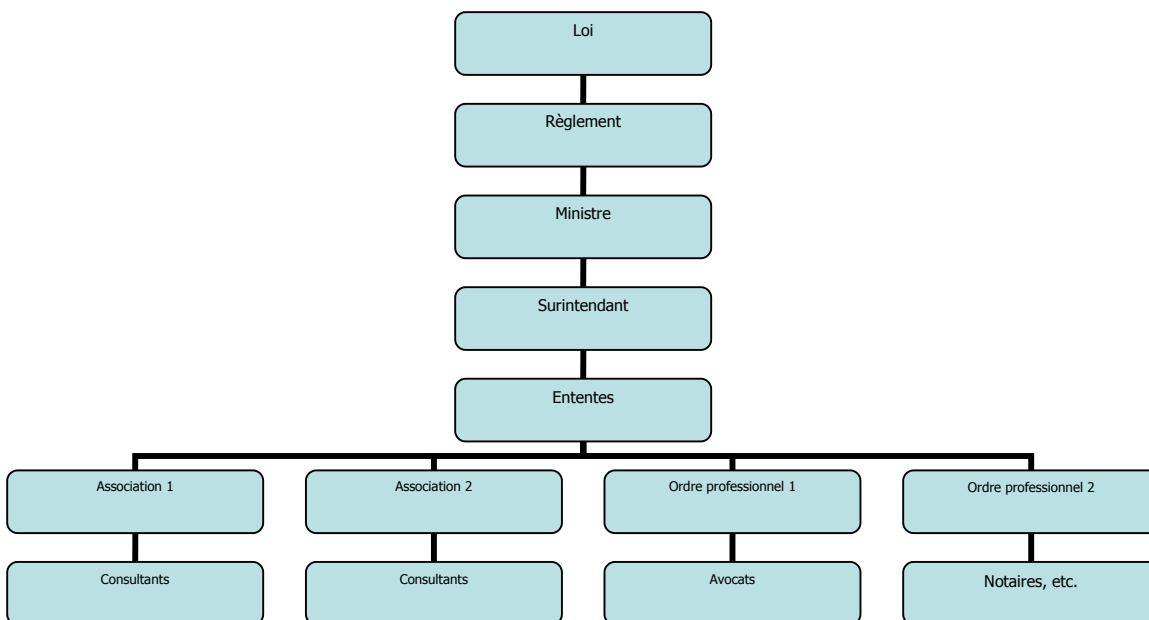 Loi
Règlement
Ministre
Surintendant
Ententes
Association 1
Association 2
Ordre professionnel 1
Ordre professionnel 2
Consultants
Consultants
Avocats
Notaires, etc.